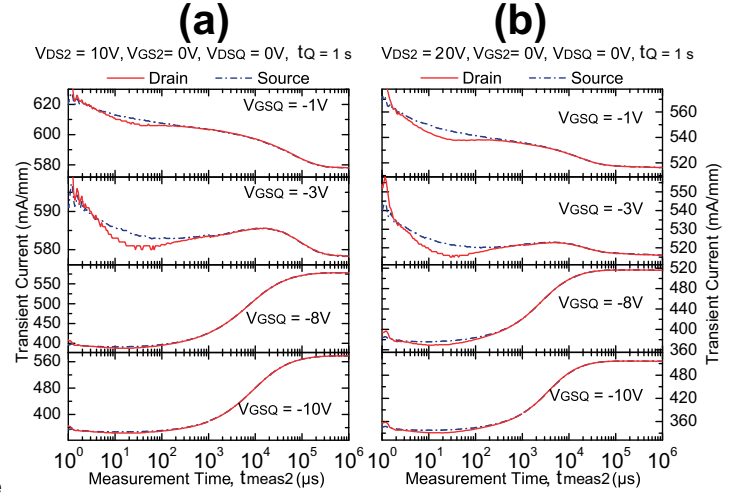 (a)
(b)
VDS2 = 10V, VGS2= 0V, VDSQ = 0V, tQ = 1 s
VDS2 = 20V, VGS2= 0V, VDSQ = 0V, tQ = 1 s
Drain Source
Drain Source
Transient Current (mA/mm)
620
600
580
VGSQ = -1V
590
580
VGSQ = -3V
550
500
450
400
VGSQ = -8V
560
480
400
VGSQ = -10V
10^0 10^1 10^2 10^3 10^4 10^5 10^6
Measurement Time, tmeas2 (µs)
VGSQ = -1V
560
540
520
VGSQ = -3V
550
540
530
520
VGSQ = -8V
520
480
440
400
360
VGSQ = -10V
480
420
360
10^0 10^1 10^2 10^3 10^4 10^5 10^6
Measurement Time, tmeas2 (µs)
Transient Current (mA/mm)
e